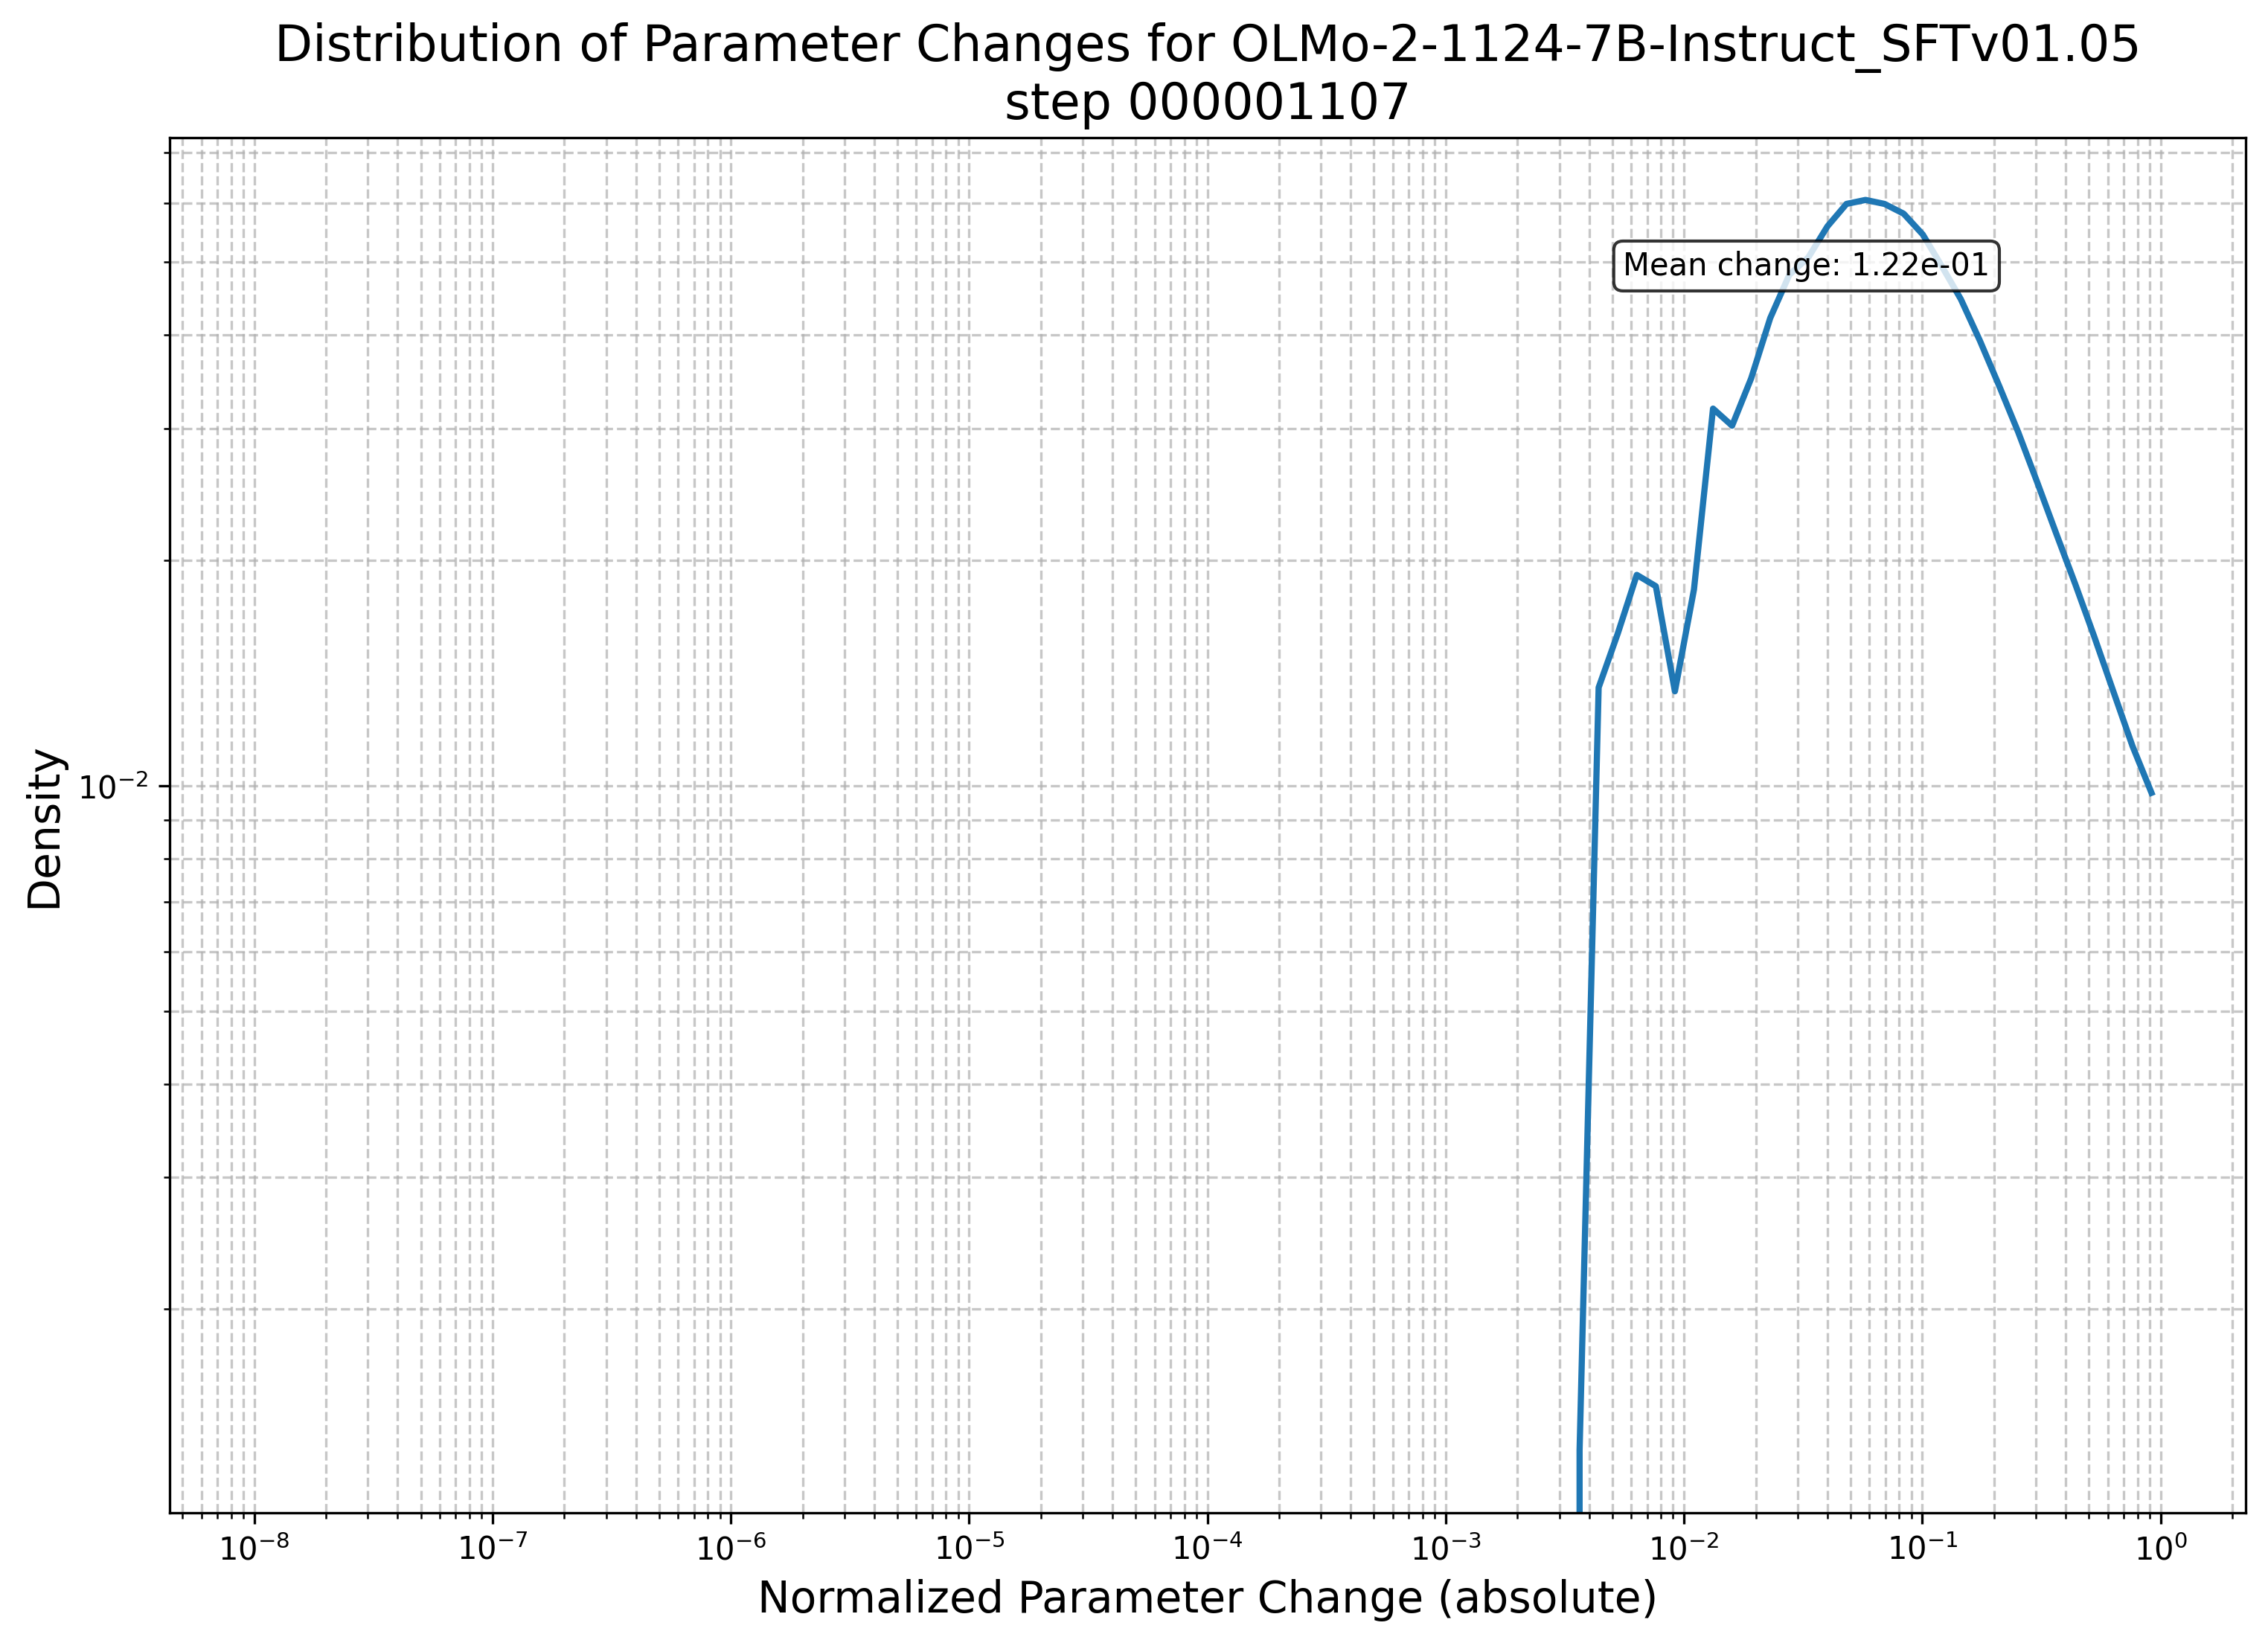 Distribution of Parameter Changes for OLMo-2-1124-7B-Instruct_SFTv01.05
step 000001107
Mean change: 1.22e-01
Density
10⁻²
10⁻⁸ 10⁻⁷ 10⁻⁶ 10⁻⁵ 10⁻⁴ 10⁻³ 10⁻² 10⁻¹ 10⁰
Normalized Parameter Change (absolute)